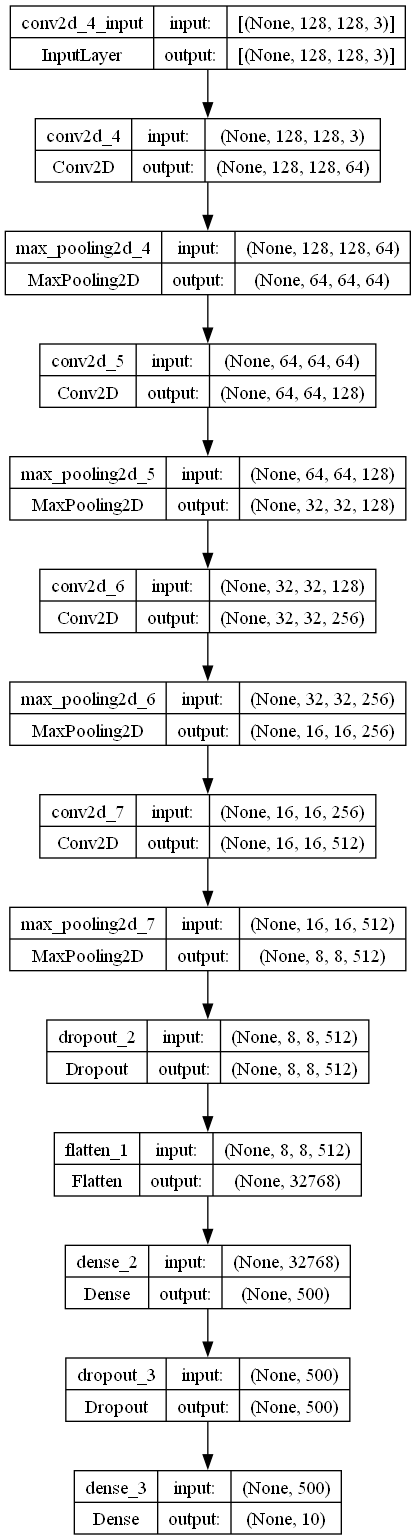 conv2d_4_input input: [(None, 128, 128, 3)]
InputLayer output: [(None, 128, 128, 3)]
conv2d_4 input: (None, 128, 128, 3)
Conv2D output: (None, 128, 128, 64)
max_pooling2d_4 input: (None, 128, 128, 64)
MaxPooling2D output: (None, 64, 64, 64)
conv2d_5 input: (None, 64, 64, 64)
Conv2D output: (None, 64, 64, 128)
max_pooling2d_5 input: (None, 64, 64, 128)
MaxPooling2D output: (None, 32, 32, 128)
conv2d_6 input: (None, 32, 32, 128)
Conv2D output: (None, 32, 32, 256)
max_pooling2d_6 input: (None, 32, 32, 256)
MaxPooling2D output: (None, 16, 16, 256)
conv2d_7 input: (None, 16, 16, 256)
Conv2D output: (None, 16, 16, 512)
max_pooling2d_7 input: (None, 16, 16, 512)
MaxPooling2D output: (None, 8, 8, 512)
dropout_2 input: (None, 8, 8, 512)
Dropout output: (None, 8, 8, 512)
flatten_1 input: (None, 8, 8, 512)
Flatten output: (None, 32768)
dense_2 input: (None, 32768)
Dense output: (None, 500)
dropout_3 input: (None, 500)
Dropout output: (None, 500)
dense_3 input: (None, 500)
Dense output: (None, 10)